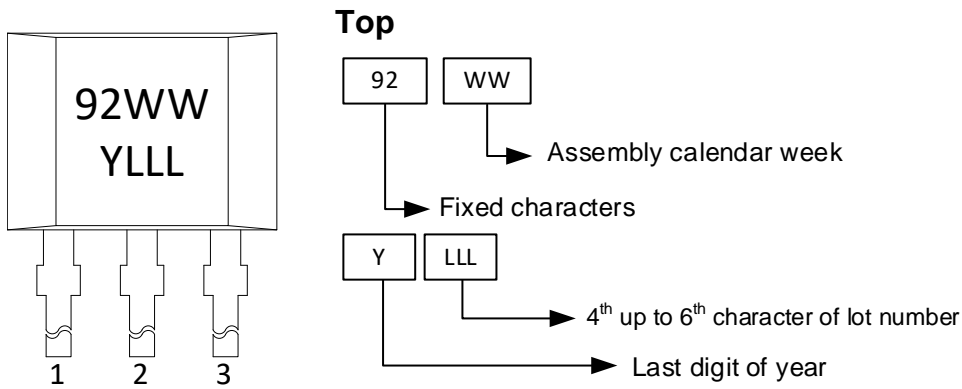 92WW
YLLL
1 2 3
Top
92 WW
Assembly calendar week
Fixed characters
Y LLL
4th up to 6th character of lot number
Last digit of year